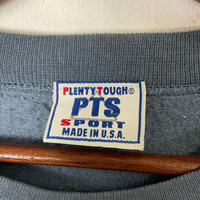 PLENTY TOUGH®
PTS
SPORT
MADE IN U.S.A.